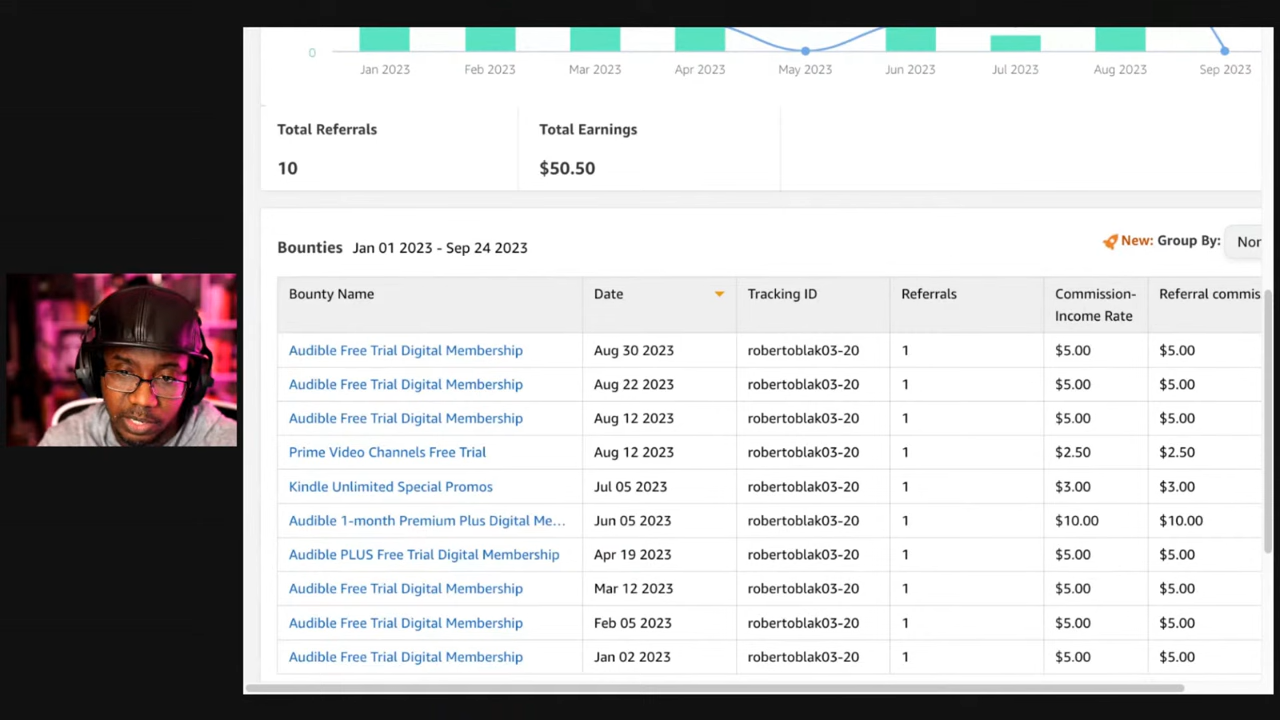 0
Jan 2023 Feb 2023 Mar 2023 Apr 2023 May 2023 Jun 2023 Jul 2023 Aug 2023 Sep 2023
Total Referrals Total Earnings
10 $50.50
Bounties Jan 01 2023 - Sep 24 2023 New: Group By: Nor
Bounty Name Date Tracking ID Referrals Commission-Income Rate Referral commis
Audible Free Trial Digital Membership Aug 30 2023 robertoblak03-20 1 $5.00 $5.00
Audible Free Trial Digital Membership Aug 22 2023 robertoblak03-20 1 $5.00 $5.00
Audible Free Trial Digital Membership Aug 12 2023 robertoblak03-20 1 $5.00 $5.00
Prime Video Channels Free Trial Aug 12 2023 robertoblak03-20 1 $2.50 $2.50
Kindle Unlimited Special Promos Jul 05 2023 robertoblak03-20 1 $3.00 $3.00
Audible 1-month Premium Plus Digital Me... Jun 05 2023 robertoblak03-20 1 $10.00 $10.00
Audible PLUS Free Trial Digital Membership Apr 19 2023 robertoblak03-20 1 $5.00 $5.00
Audible Free Trial Digital Membership Mar 12 2023 robertoblak03-20 1 $5.00 $5.00
Audible Free Trial Digital Membership Feb 05 2023 robertoblak03-20 1 $5.00 $5.00
Audible Free Trial Digital Membership Jan 02 2023 robertoblak03-20 1 $5.00 $5.00